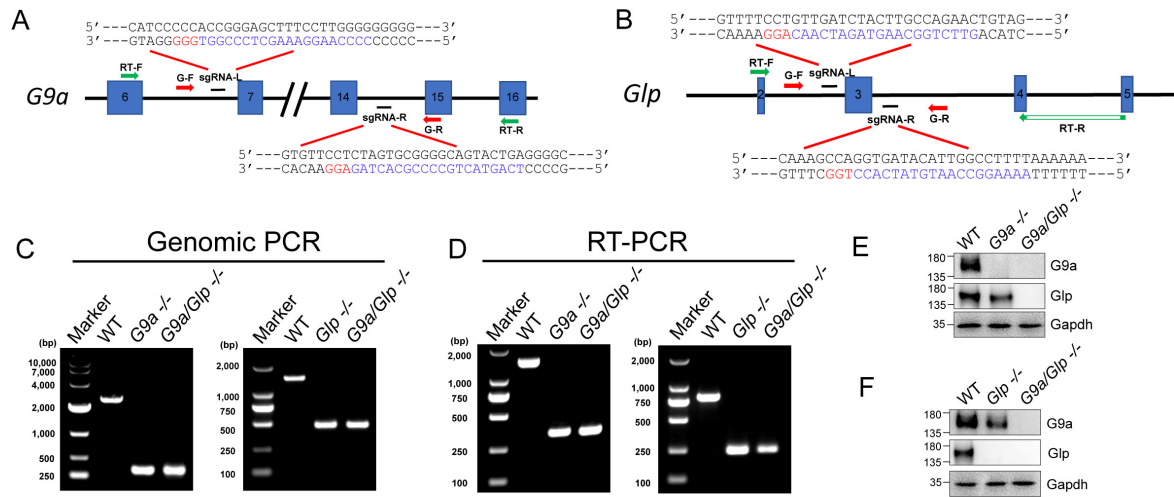 A
5′---CATCCCCCACCGGGAGCTTTCCTTGGGGGGGGG---3′
3′---GTAGGGGGTGGCCCTCGAAAGGAACCCCCCCCC---5′
RT-F
G-F
sgRNA-L
G9a
6
7
14
15
16
sgRNA-R
G-R
RT-R
5′---GTGTTCCTCTAGTGCGGGGCAGTACTGAGGGGC---3′
3′---CACAAGGAGATCACGCCCCGTCATGACTCCCCG---5′
B
5′---GTTTTCCTGTTGATCTACTTGCCAGAACTGTAG---3′
3′---CAAAAGGACAACTAGATGAACGGTCTTGACATC---5′
RT-F
G-F
sgRNA-L
Glp
2
3
4
5
sgRNA-R
G-R
RT-R
5′---CAAAGCCAGGTGATACATTGGCCTTTTAAAAAA---3′
3′---GTTTCGGTCCACTATGTAACCGGAAAATTTTTT---5′
C
Genomic PCR
Marker
WT
G9a -/-
G9a/Glp -/-
(bp)
10,000
7,000
4,000
2,000
1,000
500
250
Marker
WT
Glp -/-
G9a/Glp -/-
(bp)
2,000
1,000
750
500
250
100
D
RT-PCR
Marker
WT
G9a -/-
G9a/Glp -/-
(bp)
2,000
1,000
750
500
250
100
Marker
WT
Glp -/-
G9a/Glp -/-
(bp)
2,000
1,000
750
500
250
100
E
WT
G9a -/-
G9a/Glp -/-
180
135
G9a
180
135
Glp
35
Gapdh
F
WT
Glp -/-
G9a/Glp -/-
180
135
G9a
180
135
Glp
35
Gapdh